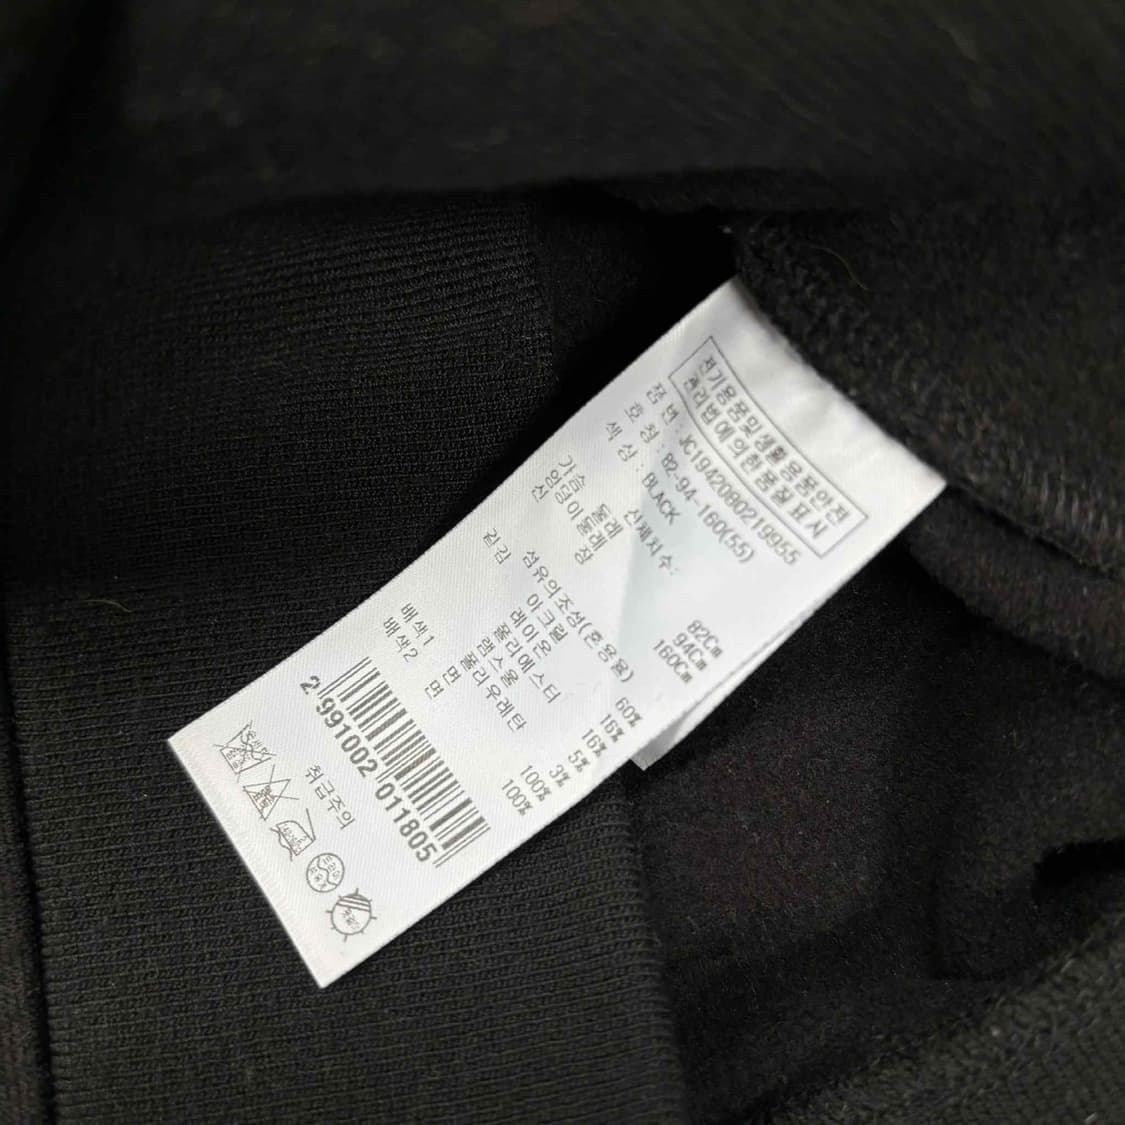 전기용품및생활용품안전
관리법에 의한 품질표시
품 번 : JC1942080219955
호 칭 : 82-94-160(55)
색 상 : BLACK
신체치수:
가슴 둘레 82Cm
엉덩이둘레 94Cm
신 장 160Cm
섬유의조성(혼용율)
겉감 아크릴 60%
레이온 16%
폴리에스터 16%
램스울 5%
폴리우레탄 3%
배색1 면 100%
배색2 면 100%
2 991002 011805
취급주의